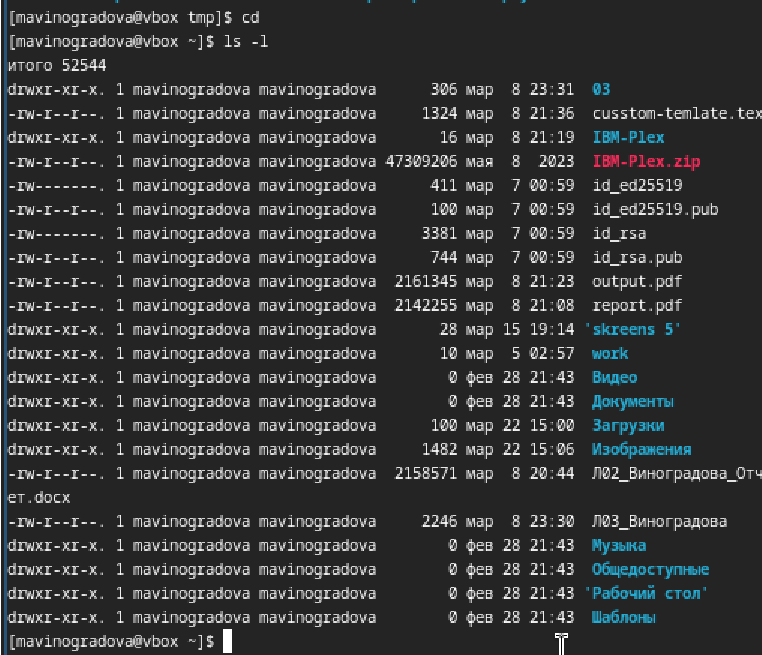 [mavinogradova@vbox tmp]$ cd
[mavinogradova@vbox ~]$ ls -l
итого 52544
drwxr-xr-x. 1 mavinogradova mavinogradova      306 мар  8 23:31  03
-rw-r--r--. 1 mavinogradova mavinogradova     1324 мар  8 21:36  cusstom-temlate.tex
drwxr-xr-x. 1 mavinogradova mavinogradova       16 мар  8 21:19  IBM-Plex
-rw-r--r--. 1 mavinogradova mavinogradova 47309206 мая  8  2023  IBM-Plex.zip
-rw-------. 1 mavinogradova mavinogradova      411 мар  7 00:59  id_ed25519
-rw-r--r--. 1 mavinogradova mavinogradova      100 мар  7 00:59  id_ed25519.pub
-rw-------. 1 mavinogradova mavinogradova     3381 мар  7 00:59  id_rsa
-rw-r--r--. 1 mavinogradova mavinogradova      744 мар  7 00:59  id_rsa.pub
-rw-r--r--. 1 mavinogradova mavinogradova  2161345 мар  8 21:23  output.pdf
-rw-r--r--. 1 mavinogradova mavinogradova  2142255 мар  8 21:08  report.pdf
drwxr-xr-x. 1 mavinogradova mavinogradova       28 мар 15 19:14 'skreens 5'
drwxr-xr-x. 1 mavinogradova mavinogradova       10 мар  5 02:57  work
drwxr-xr-x. 1 mavinogradova mavinogradova        0 фев 28 21:43  Видео
drwxr-xr-x. 1 mavinogradova mavinogradova        0 фев 28 21:43  Документы
drwxr-xr-x. 1 mavinogradova mavinogradova      100 мар 22 15:00  Загрузки
drwxr-xr-x. 1 mavinogradova mavinogradova     1482 мар 22 15:06  Изображения
-rw-r--r--. 1 mavinogradova mavinogradova  2158571 мар  8 20:44  Л02_Виноградова_Отч
ет.docx
-rw-r--r--. 1 mavinogradova mavinogradova     2246 мар  8 23:30  Л03_Виноградова
drwxr-xr-x. 1 mavinogradova mavinogradova        0 фев 28 21:43  Музыка
drwxr-xr-x. 1 mavinogradova mavinogradova        0 фев 28 21:43  Общедоступные
drwxr-xr-x. 1 mavinogradova mavinogradova        0 фев 28 21:43 'Рабочий стол'
drwxr-xr-x. 1 mavinogradova mavinogradova        0 фев 28 21:43  Шаблоны
[mavinogradova@vbox ~]$